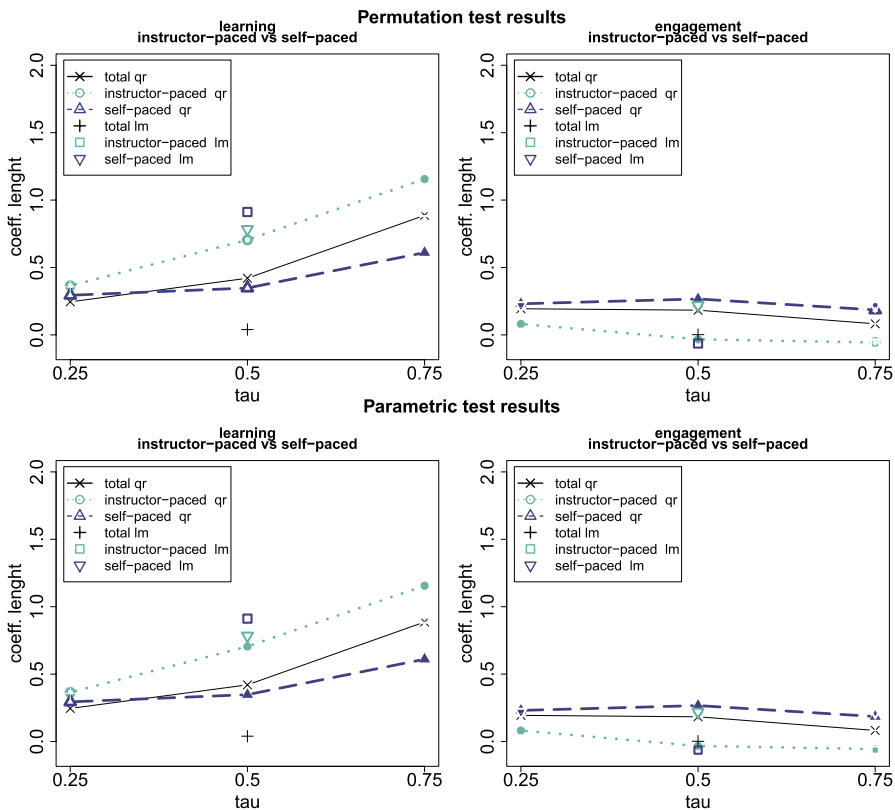 Permutation test results
learning
instructor-paced vs self-paced
2.0
1.5
1.0
0.5
0.0
coeff. lenght
total qr
instructor-paced qr
self-paced qr
total lm
instructor-paced lm
self-paced lm
0.25 0.5 0.75
tau
engagement
instructor-paced vs self-paced
2.0
1.5
1.0
0.5
0.0
coeff. lenght
total qr
instructor-paced qr
self-paced qr
total lm
instructor-paced lm
self-paced lm
0.25 0.5 0.75
tau
Parametric test results
learning
instructor-paced vs self-paced
2.0
1.5
1.0
0.5
0.0
coeff. lenght
total qr
instructor-paced qr
self-paced qr
total lm
instructor-paced lm
self-paced lm
0.25 0.5 0.75
tau
engagement
instructor-paced vs self-paced
2.0
1.5
1.0
0.5
0.0
coeff. lenght
total qr
instructor-paced qr
self-paced qr
total lm
instructor-paced lm
self-paced lm
0.25 0.5 0.75
tau